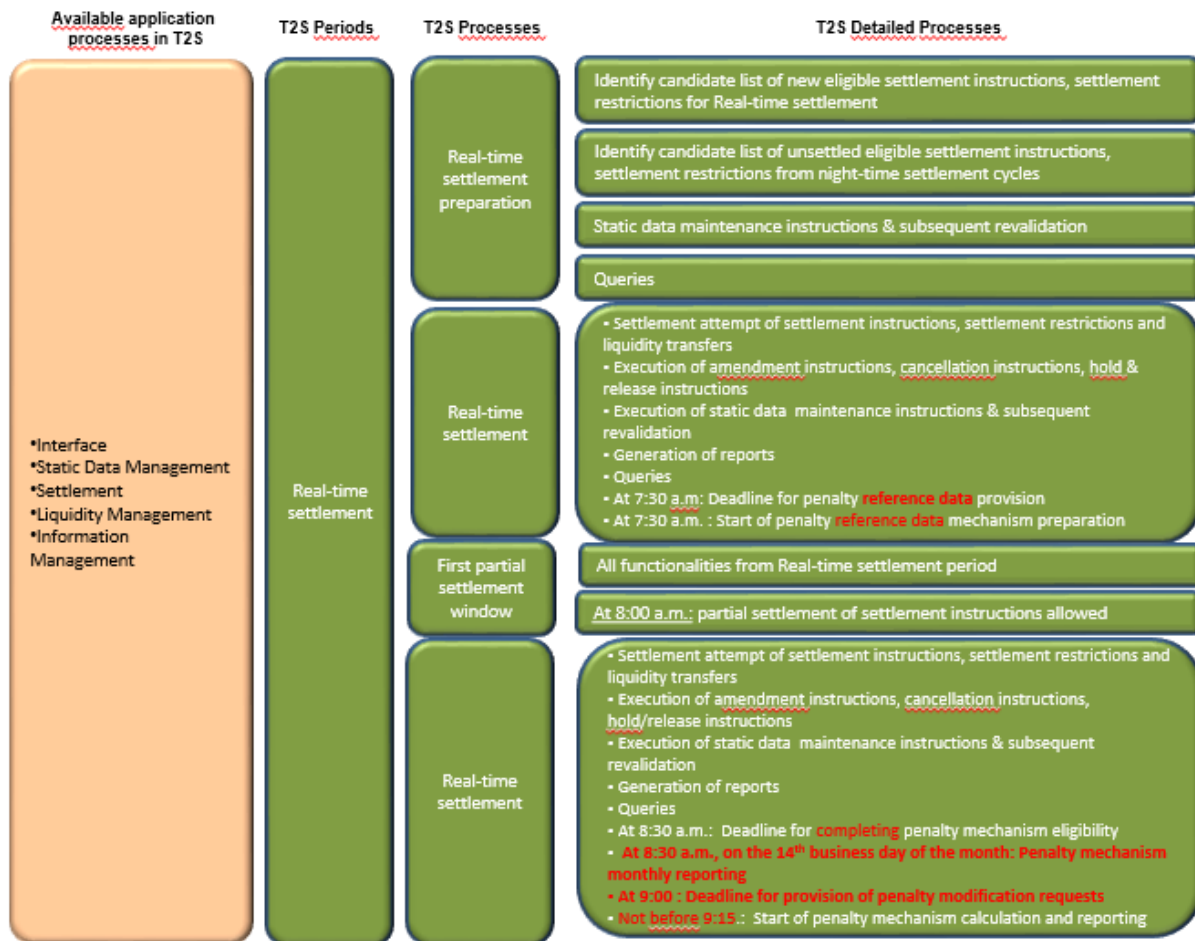 Available application
processes in T2S
T2S Periods
T2S Processes
T2S Detailed Processes
•Interface
•Static Data Management
•Settlement
•Liquidity Management
•Information
Management
Real-time
settlement
Real-time
settlement
preparation
Identify candidate list of new eligible settlement instructions, settlement
restrictions for Real-time settlement
Identify candidate list of unsettled eligible settlement instructions,
settlement restrictions from night-time settlement cycles
Static data maintenance instructions & subsequent revalidation
Queries
Real-time
settlement
▪ Settlement attempt of settlement instructions, settlement restrictions and
liquidity transfers
▪ Execution of amendment instructions, cancellation instructions, hold &
release instructions
▪ Execution of static data maintenance instructions & subsequent
revalidation
▪ Generation of reports
▪ Queries
▪ At 7:30 a.m: Deadline for penalty reference data provision
▪ At 7:30 a.m. : Start of penalty reference data mechanism preparation
First partial
settlement
window
All functionalities from Real-time settlement period
At 8:00 a.m.: partial settlement of settlement instructions allowed
Real-time
settlement
▪ Settlement attempt of settlement instructions, settlement restrictions and
liquidity transfers
▪ Execution of amendment instructions, cancellation instructions,
hold/release instructions
▪ Execution of static data maintenance instructions & subsequent
revalidation
▪ Generation of reports
▪ Queries
▪ At 8:30 a.m.: Deadline for completing penalty mechanism eligibility
▪ At 8:30 a.m., on the 14th business day of the month: Penalty mechanism
monthly reporting
▪ At 9:00 : Deadline for provision of penalty modification requests
▪ Not before 9:15.: Start of penalty mechanism calculation and reporting